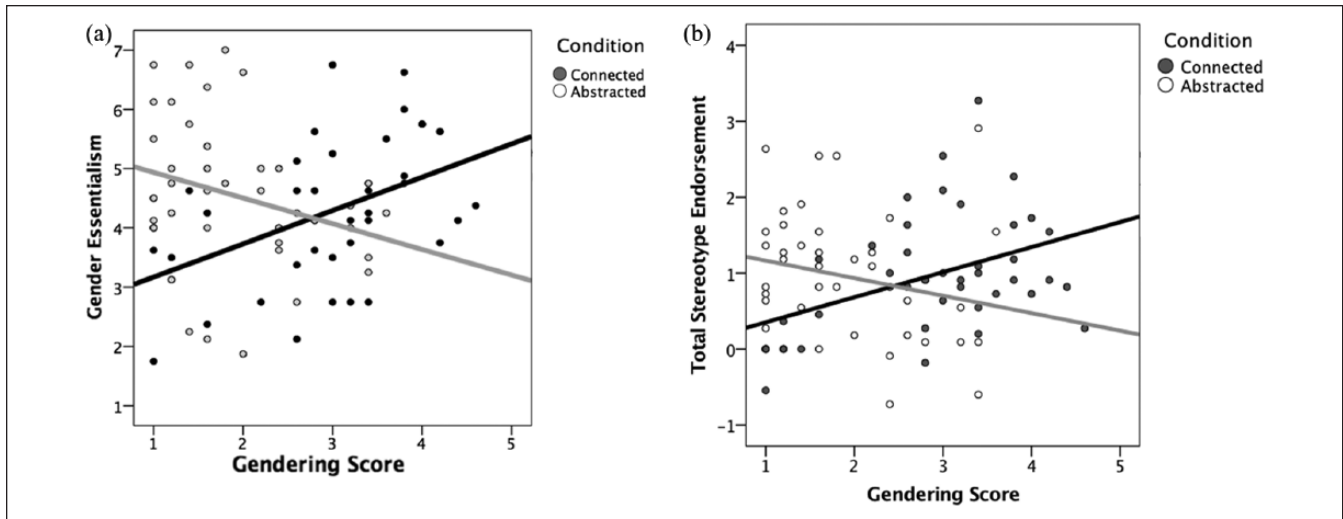 (a)
7
6
5
4
3
2
1
Gender Essentialism
1 2 3 4 5
Gendering Score
Condition
Connected
Abstracted
(b)
4
3
2
1
0
-1
Total Stereotype Endorsement
1 2 3 4 5
Gendering Score
Condition
Connected
Abstracted